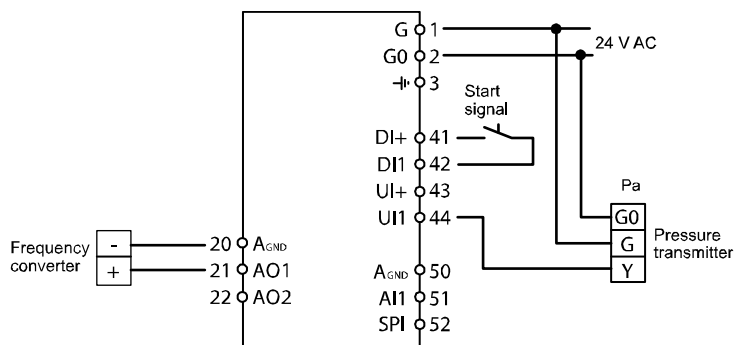 G 1
24 V AC
G0 2
3
Start
signal
DI+ 41
DI1 42
UI+ 43
Pa
UI1 44
G0
Frequency
converter
- 20 AGND
+ 21 AO1
22 AO2
G
Y
Pressure
transmitter
AGND 50
AI1 51
SPI 52